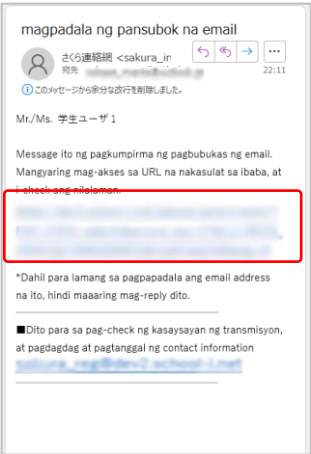 magpadala ng pansubok na email
さくら連絡網 <sakura_in
宛先
22:11
このメッセージから余分な改行を削除しました。
Mr./Ms. 学生ユーザ 1
Message ito ng pagkumpirma ng pagbubukas ng email.
Mangyaring mag-akses sa URL na nakasulat sa ibaba, at
i-check ang nilalaman.
*Dahil para lamang sa pagpapadala ang email address
na ito, hindi maaaring mag-reply dito.
■Dito para sa pag-check ng kasaysayan ng transmisyon,
at pagdagdag at pagtanggal ng contact information